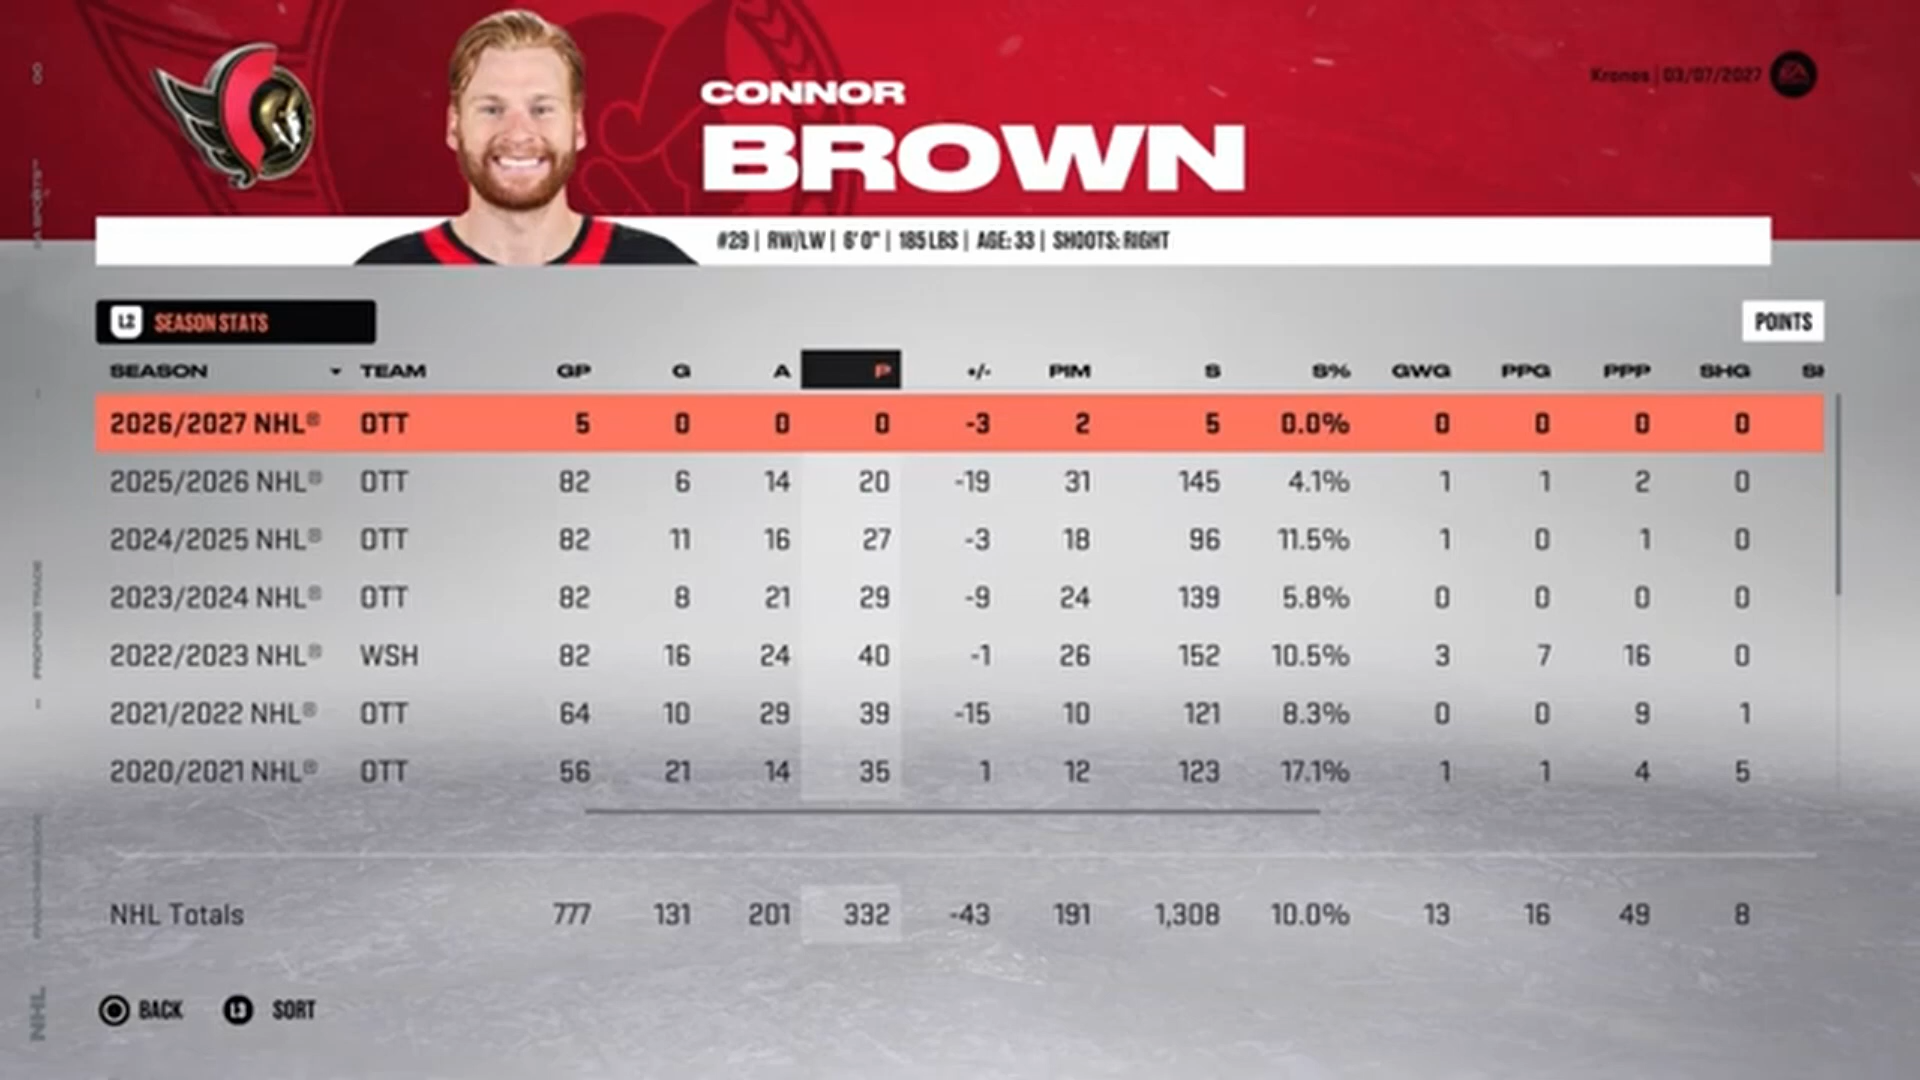 CONNOR
BROWN
Kronos | 03/07/2027
#29 | RW/LW | 6' 0" | 185 LBS | AGE: 33 | SHOOTS: RIGHT
L2 SEASON STATS
POINTS
SEASON TEAM GP G A P +/- PIM S S% GWG PPG PPP SHG
2026/2027 NHL® OTT 5 0 0 0 -3 2 5 0.0% 0 0 0 0
2025/2026 NHL® OTT 82 6 14 20 -19 31 145 4.1% 1 1 2 0
2024/2025 NHL® OTT 82 11 16 27 -3 18 96 11.5% 1 0 1 0
2023/2024 NHL® OTT 82 8 21 29 -9 24 139 5.8% 0 0 0 0
2022/2023 NHL® WSH 82 16 24 40 -1 26 152 10.5% 3 7 16 0
2021/2022 NHL® OTT 64 10 29 39 -15 10 121 8.3% 0 0 9 1
2020/2021 NHL® OTT 56 21 14 35 1 12 123 17.1% 1 1 4 5
NHL Totals 777 131 201 332 -43 191 1,308 10.0% 13 16 49 8
BACK L3 SORT
PROPOSE TRADE
NHL